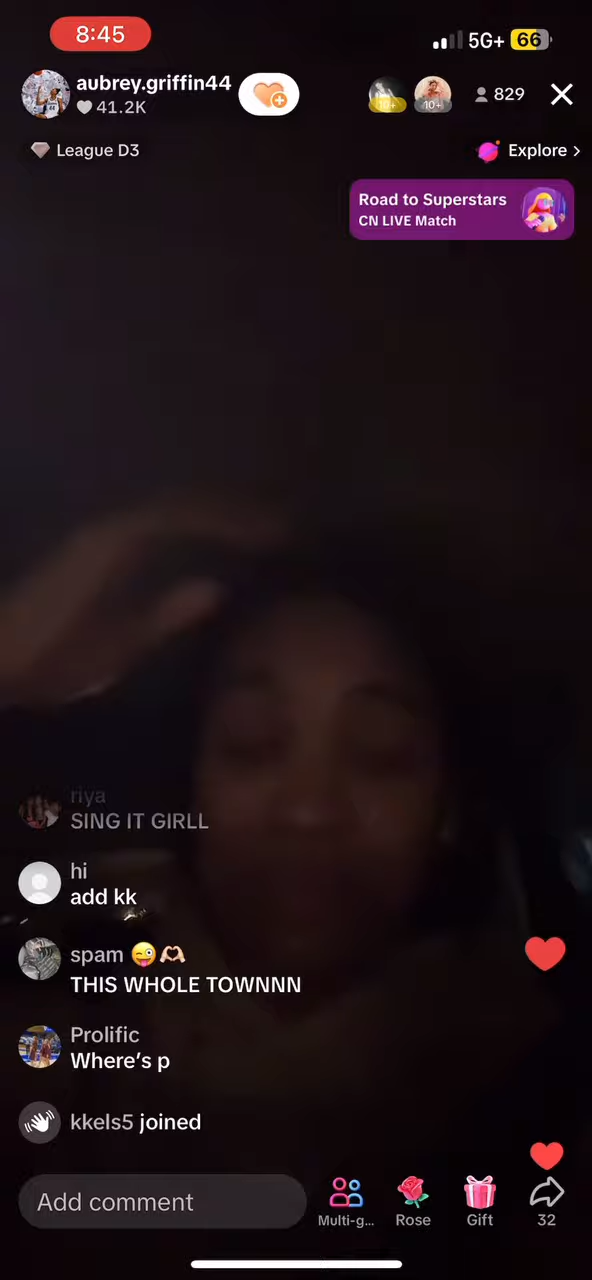 8:45
5G+ 66
aubrey.griffin44
41.2K
10+
10+
829
League D3
Explore >
Road to Superstars
CN LIVE Match
riya
SING IT GIRLL
hi
add kk
spam 😜🫶🏼
THIS WHOLE TOWNNN
Prolific
Where's p
kkels5 joined
Add comment
Multi-g...
Rose
Gift
32